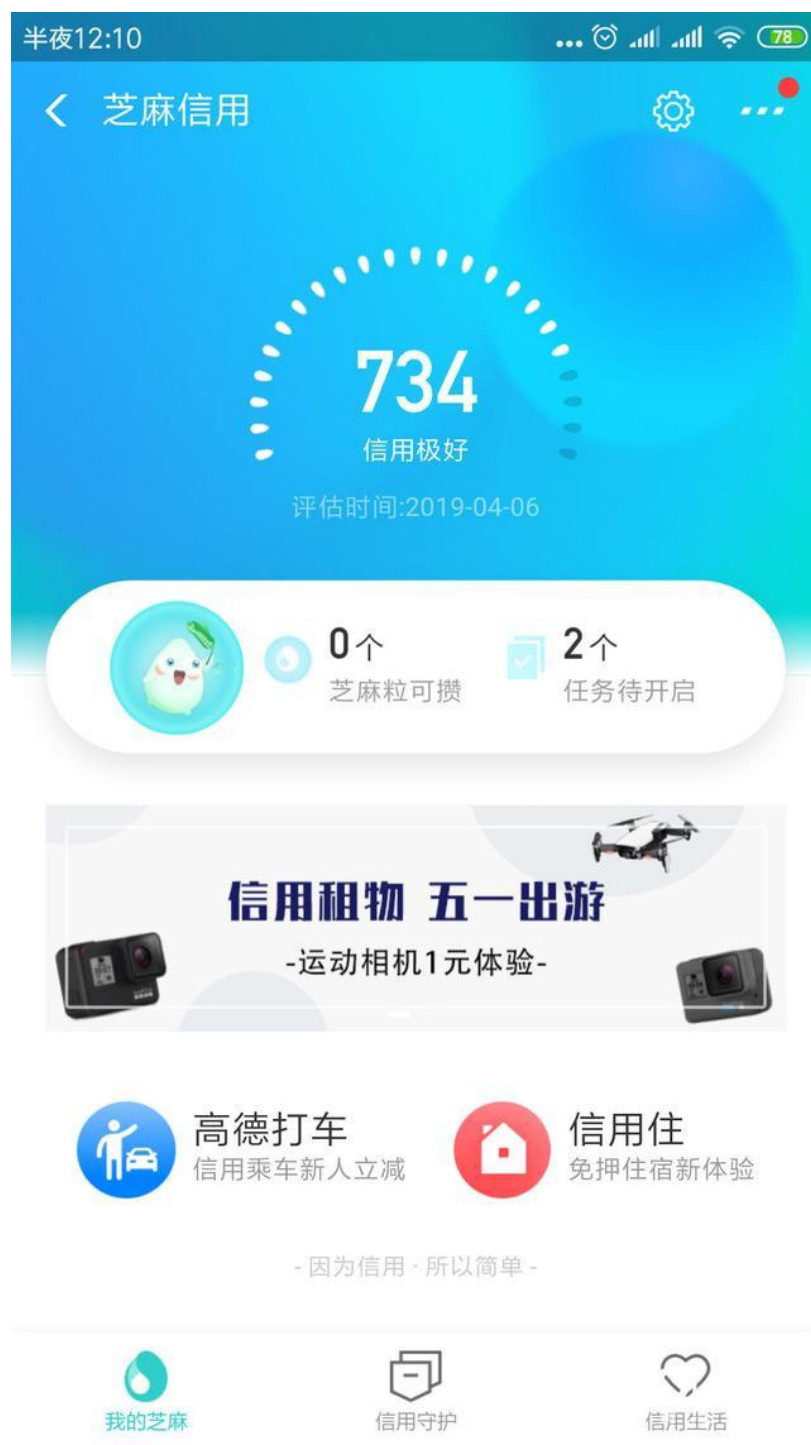 半夜12:10
78
芝麻信用
734
信用极好
评估时间:2019-04-06
0个
芝麻粒可攒
2个
任务待开启
信用租物 五一出游
-运动相机1元体验-
高德打车
信用乘车新人立减
信用住
免押住宿新体验
- 因为信用 · 所以简单 -
我的芝麻
信用守护
信用生活